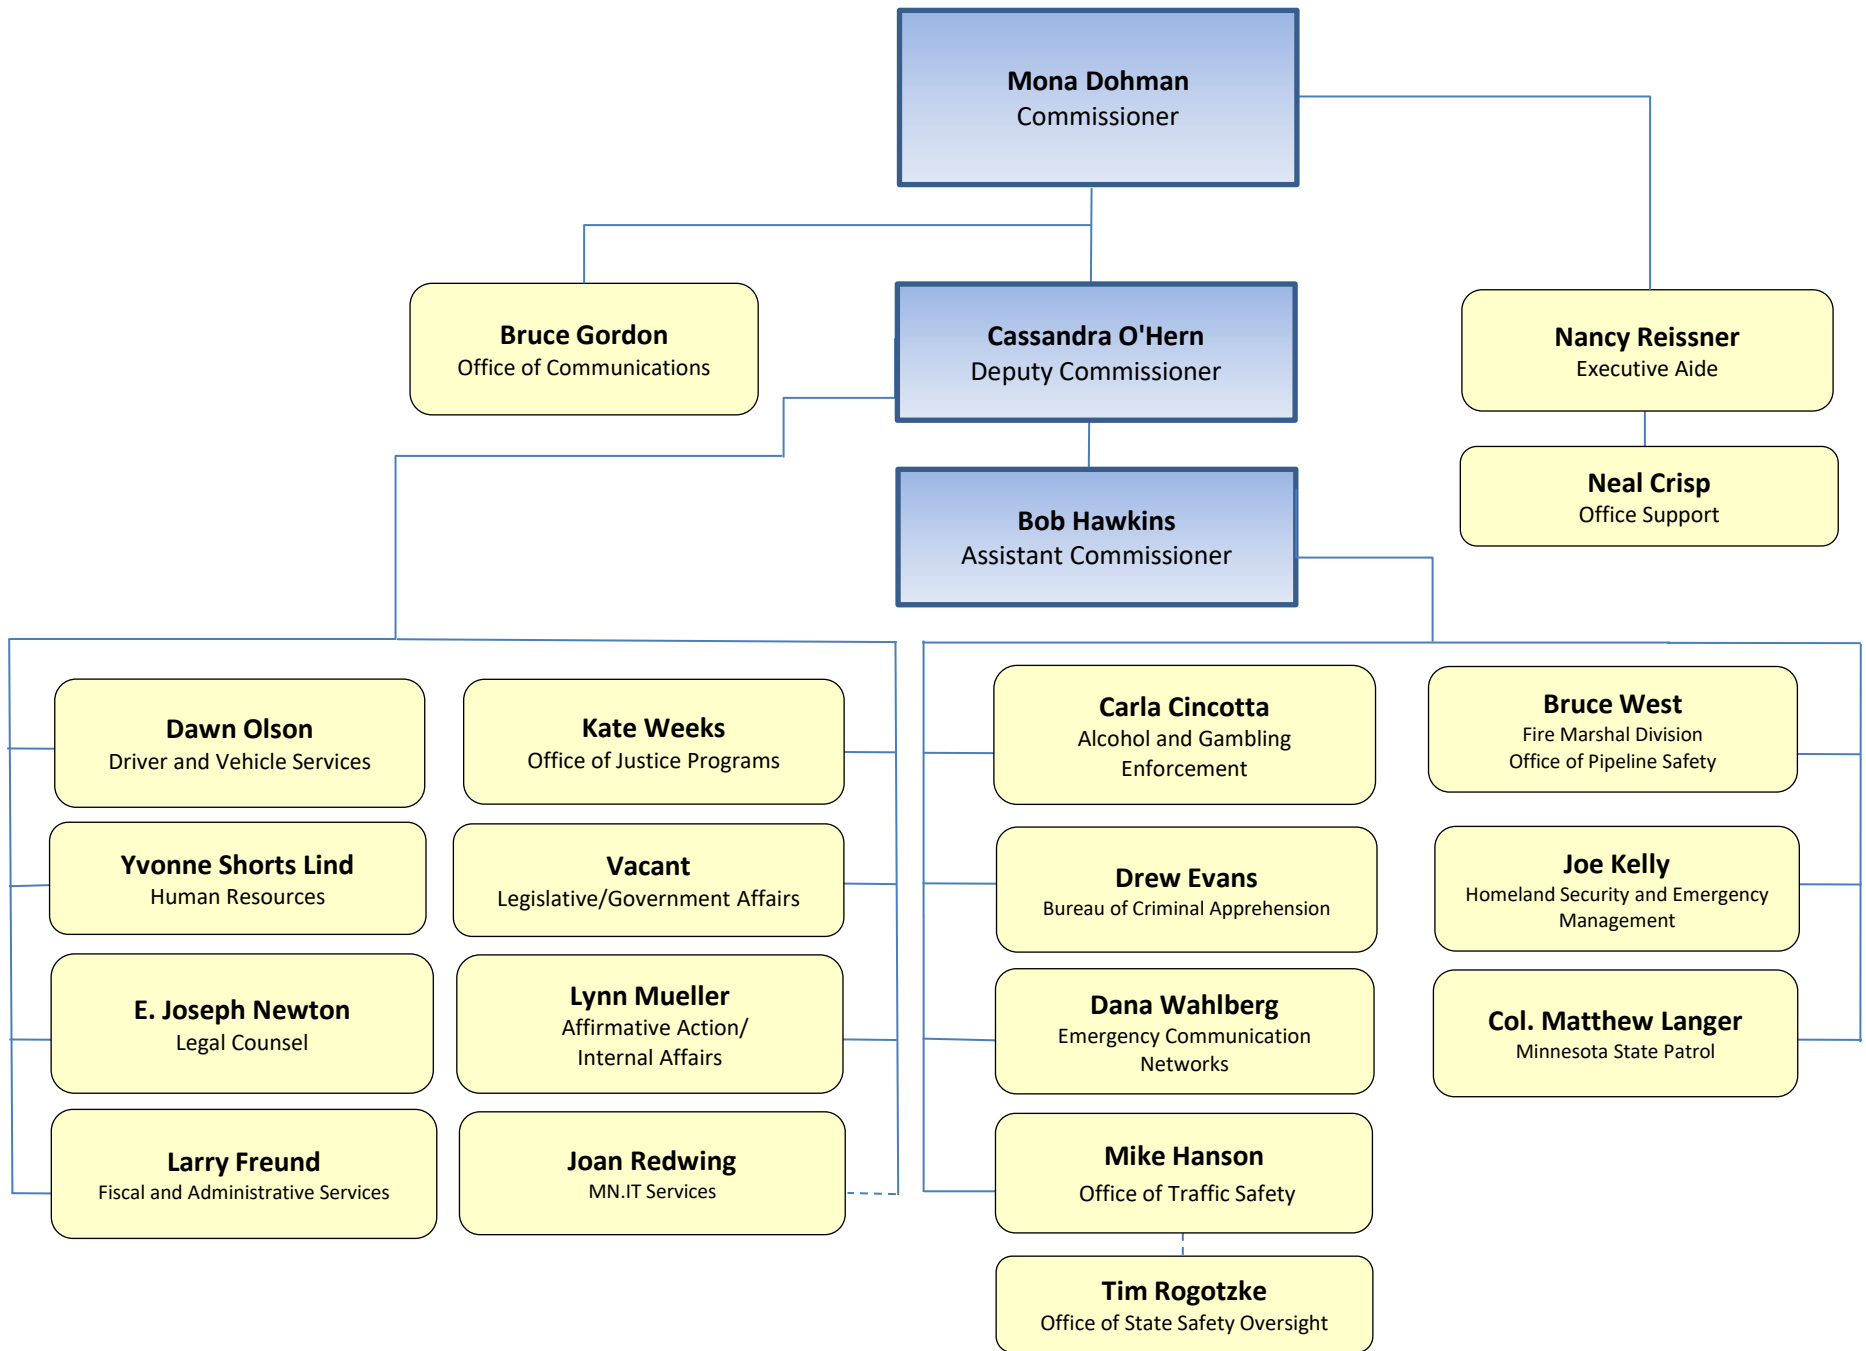 Mona Dohman
Commissioner
Bruce Gordon
Office of Communications
Cassandra O'Hern
Deputy Commissioner
Nancy Reissner
Executive Aide
Neal Crisp
Office Support
Bob Hawkins
Assistant Commissioner
Dawn Olson
Driver and Vehicle Services
Kate Weeks
Office of Justice Programs
Carla Cincotta
Alcohol and Gambling
Enforcement
Bruce West
Fire Marshal Division
Office of Pipeline Safety
Yvonne Shorts Lind
Human Resources
Vacant
Legislative/Government Affairs
Drew Evans
Bureau of Criminal Apprehension
Joe Kelly
Homeland Security and Emergency
Management
E. Joseph Newton
Legal Counsel
Lynn Mueller
Affirmative Action/
Internal Affairs
Dana Wahlberg
Emergency Communication
Networks
Col. Matthew Langer
Minnesota State Patrol
Larry Freund
Fiscal and Administrative Services
Joan Redwing
MN.IT Services
Mike Hanson
Office of Traffic Safety
Tim Rogotzke
Office of State Safety Oversight